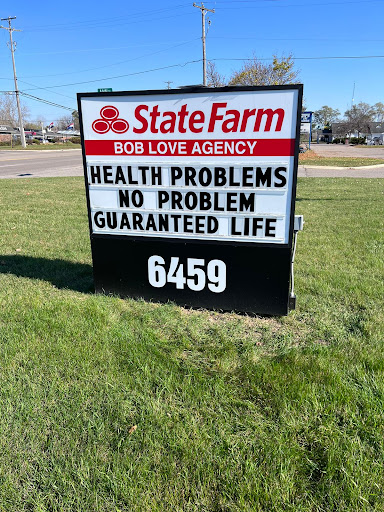 StateFarm
BOB LOVE AGENCY
HEALTH PROBLEMS
NO PROBLEM
GUARANTEED LIFE
6459